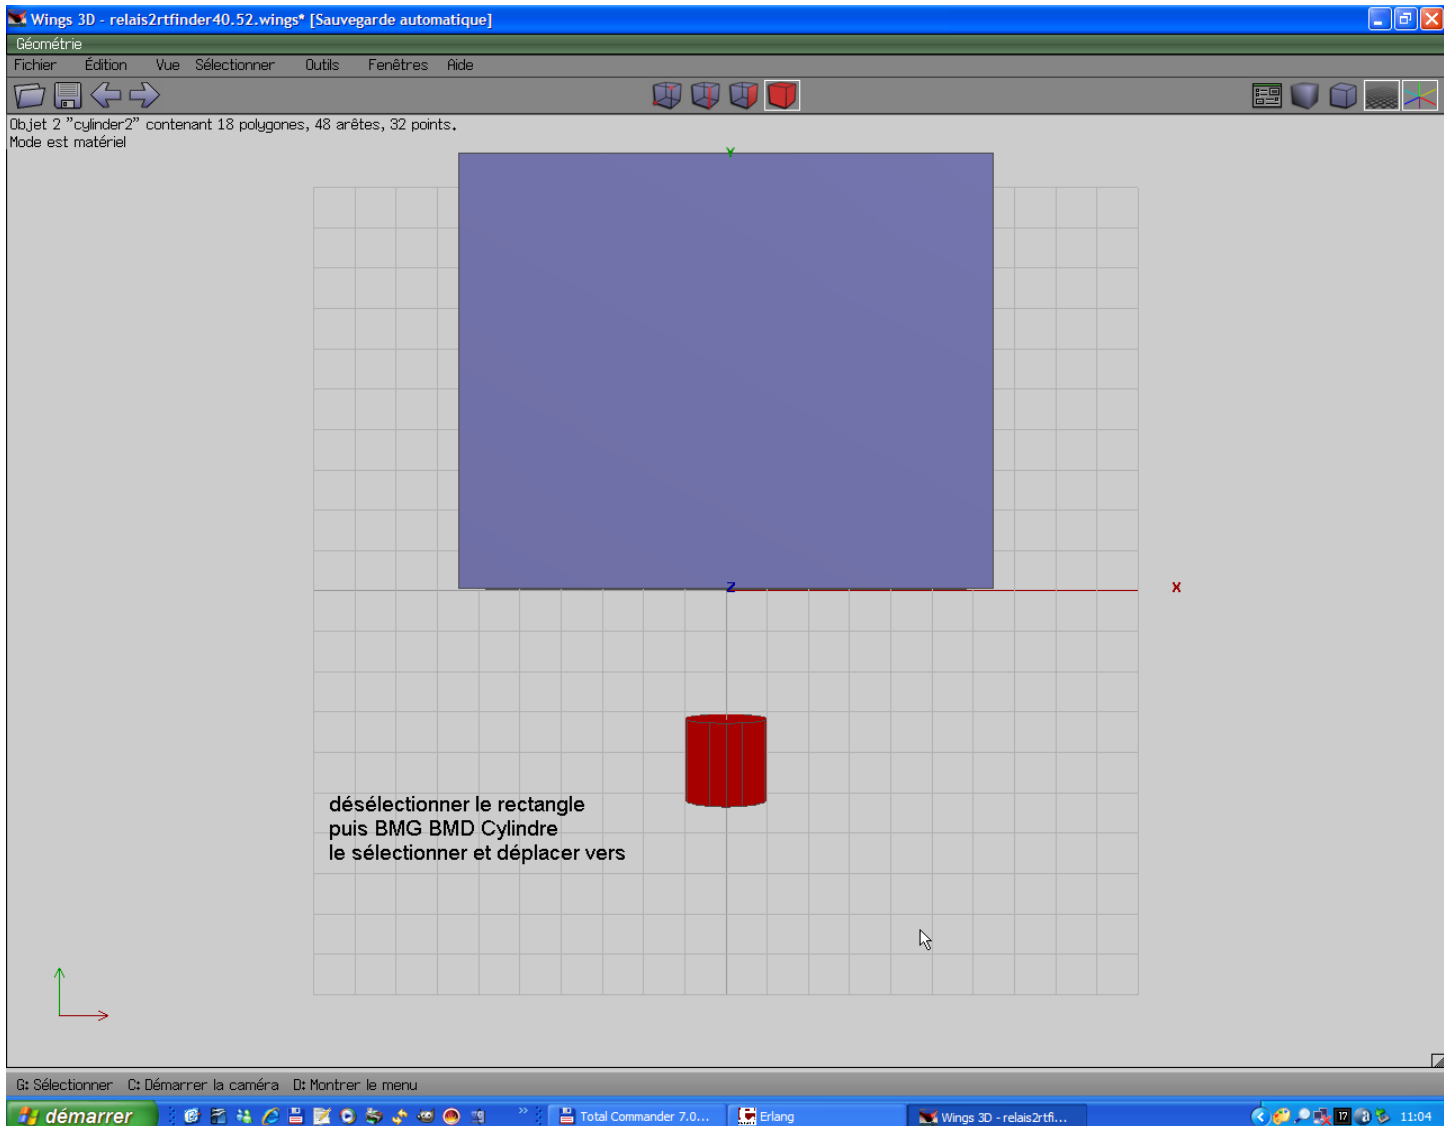 Wings 3D - relais2rtfinder40.52.wings* [Sauvegarde automatique]
Géométrie
Fichier Édition Vue Sélectionner Outils Fenêtres Aide
Objet 2 "cylinder2" contenant 18 polygones, 48 arêtes, 32 points.
Mode est matériel
Y
Z
X
désélectionner le rectangle
puis BMG BMD Cylindre
le sélectionner et déplacer vers
G: Sélectionner C: Démarrer la caméra D: Montrer le menu
démarrer
Total Commander 7.0...
Erlang
Wings 3D - relais2rtfi...
17
11:04